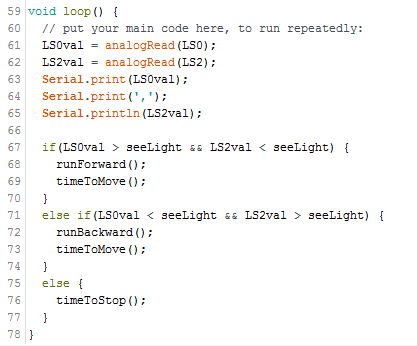 59 void loop() {
60   // put your main code here, to run repeatedly:
61   LS0val = analogRead(LS0);
62   LS2val = analogRead(LS2);
63   Serial.print(LS0val);
64   Serial.print(',');
65   Serial.println(LS2val);
66
67   if(LS0val > seeLight && LS2val < seeLight) {
68     runForward();
69     timeToMove();
70   }
71   else if(LS0val < seeLight && LS2val > seeLight) {
72     runBackward();
73     timeToMove();
74   }
75   else {
76     timeToStop();
77   }
78 }